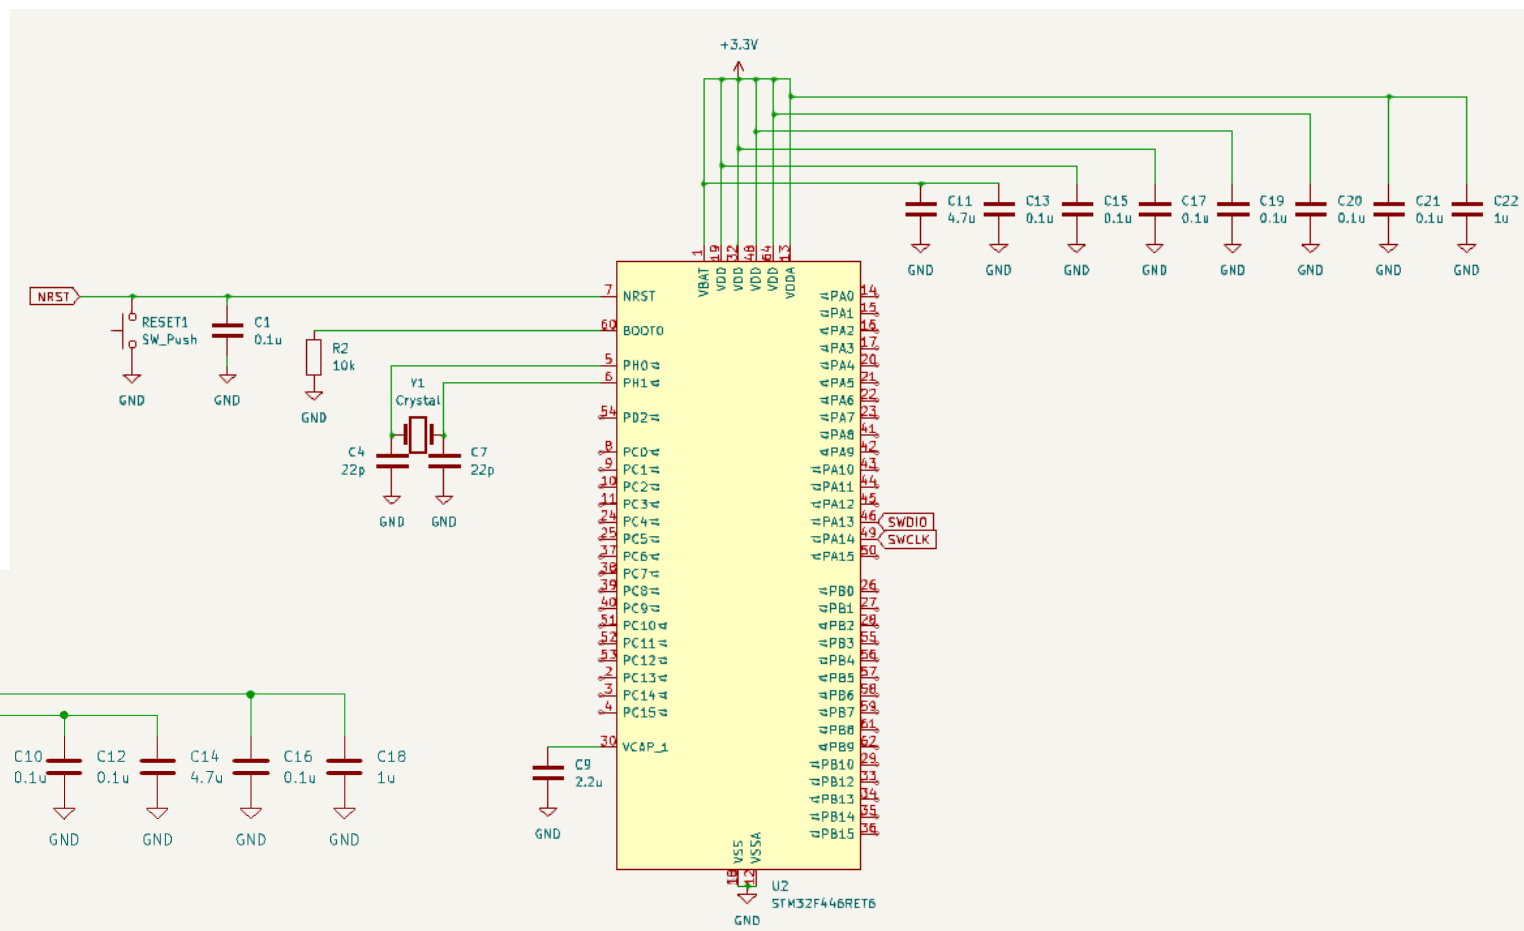 +3.3V
C11
4.7u
C13
0.1u
C15
0.1u
C17
0.1u
C19
0.1u
C20
0.1u
C21
0.1u
C22
1u
GND
GND
GND
GND
GND
GND
GND
GND
1
19
32
48
64
13
VBAT
VDD
VDD
VDD
VDD
VDDA
NRST
RESET1
SW_Push
GND
C1
0.1u
GND
R2
10k
GND
Y1
Crystal
C4
22p
C7
22p
GND
GND
7 NRST
60 BOOT0
5 PH0
6 PH1
54 PD2
8 PC0
9 PC1
10 PC2
11 PC3
24 PC4
25 PC5
37 PC6
38 PC7
39 PC8
40 PC9
51 PC10
52 PC11
53 PC12
2 PC13
3 PC14
4 PC15
30 VCAP_1
C9
2.2u
GND
PA0 14
PA1 15
PA2 16
PA3 17
PA4 20
PA5 21
PA6 22
PA7 23
PA8 41
PA9 42
PA10 43
PA11 44
PA12 45
PA13 46 SWDIO
PA14 49 SWCLK
PA15 50
PB0 26
PB1 27
PB2 28
PB3 55
PB4 56
PB5 57
PB6 58
PB7 59
PB8 61
PB9 62
PB10 29
PB12 33
PB13 34
PB14 35
PB15 36
VSS
VSSA
18
12
GND
U2
STM32F446RET6
C10
0.1u
C12
0.1u
C14
4.7u
C16
0.1u
C18
1u
GND
GND
GND
GND